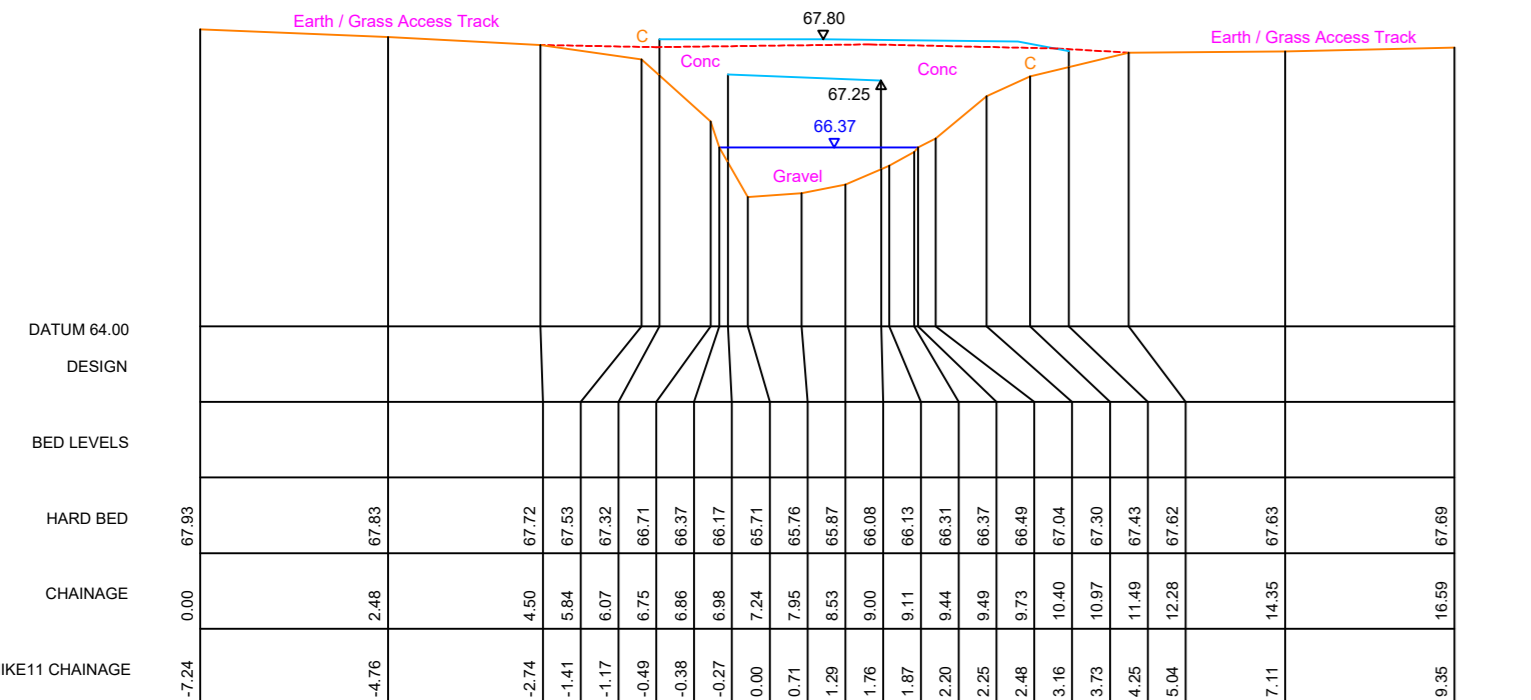 67.80
Earth / Grass Access Track
C
Earth / Grass Access Track
Conc
Conc
C
67.25
66.37
Gravel
DATUM 64.00
DESIGN
BED LEVELS
HARD BED 67.93 67.83 67.72 67.53 67.32 66.71 66.37 66.17 65.71 65.76 65.87 66.08 66.13 66.31 66.37 66.49 67.04 67.30 67.43 67.62 67.63 67.69
CHAINAGE 0.00 2.48 4.50 5.84 6.07 6.75 6.86 6.98 7.24 7.95 8.53 9.00 9.11 9.44 9.49 9.73 10.40 10.97 11.49 12.28 14.35 16.59
IKE11 CHAINAGE -7.24 -4.76 -2.74 -1.41 -1.17 -0.49 -0.38 -0.27 0.00 0.71 1.29 1.76 1.87 2.20 2.25 2.48 3.16 3.73 4.25 5.04 7.11 9.35